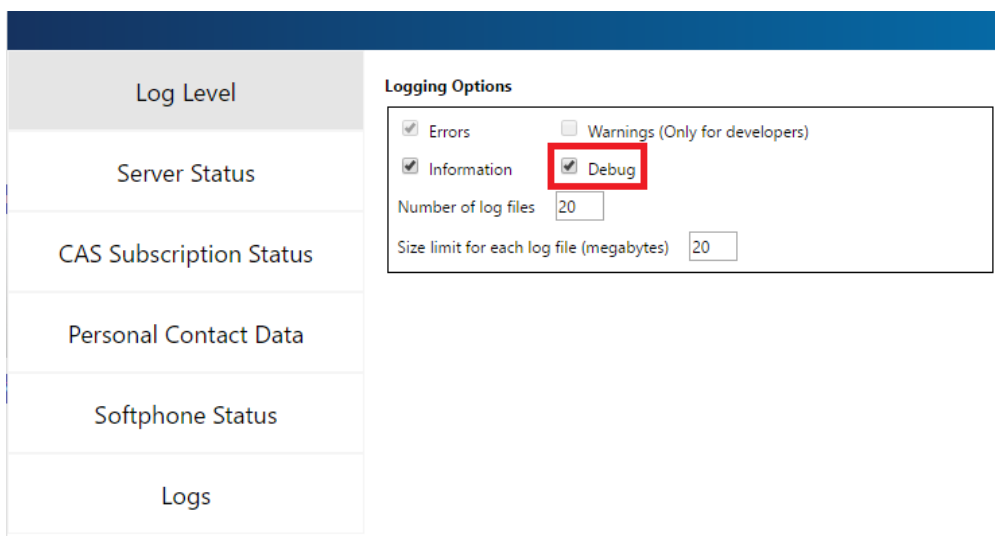 Log Level
Server Status
CAS Subscription Status
Personal Contact Data
Softphone Status
Logs
Logging Options
Errors Warnings (Only for developers)
Information Debug
Number of log files 20
Size limit for each log file (megabytes) 20